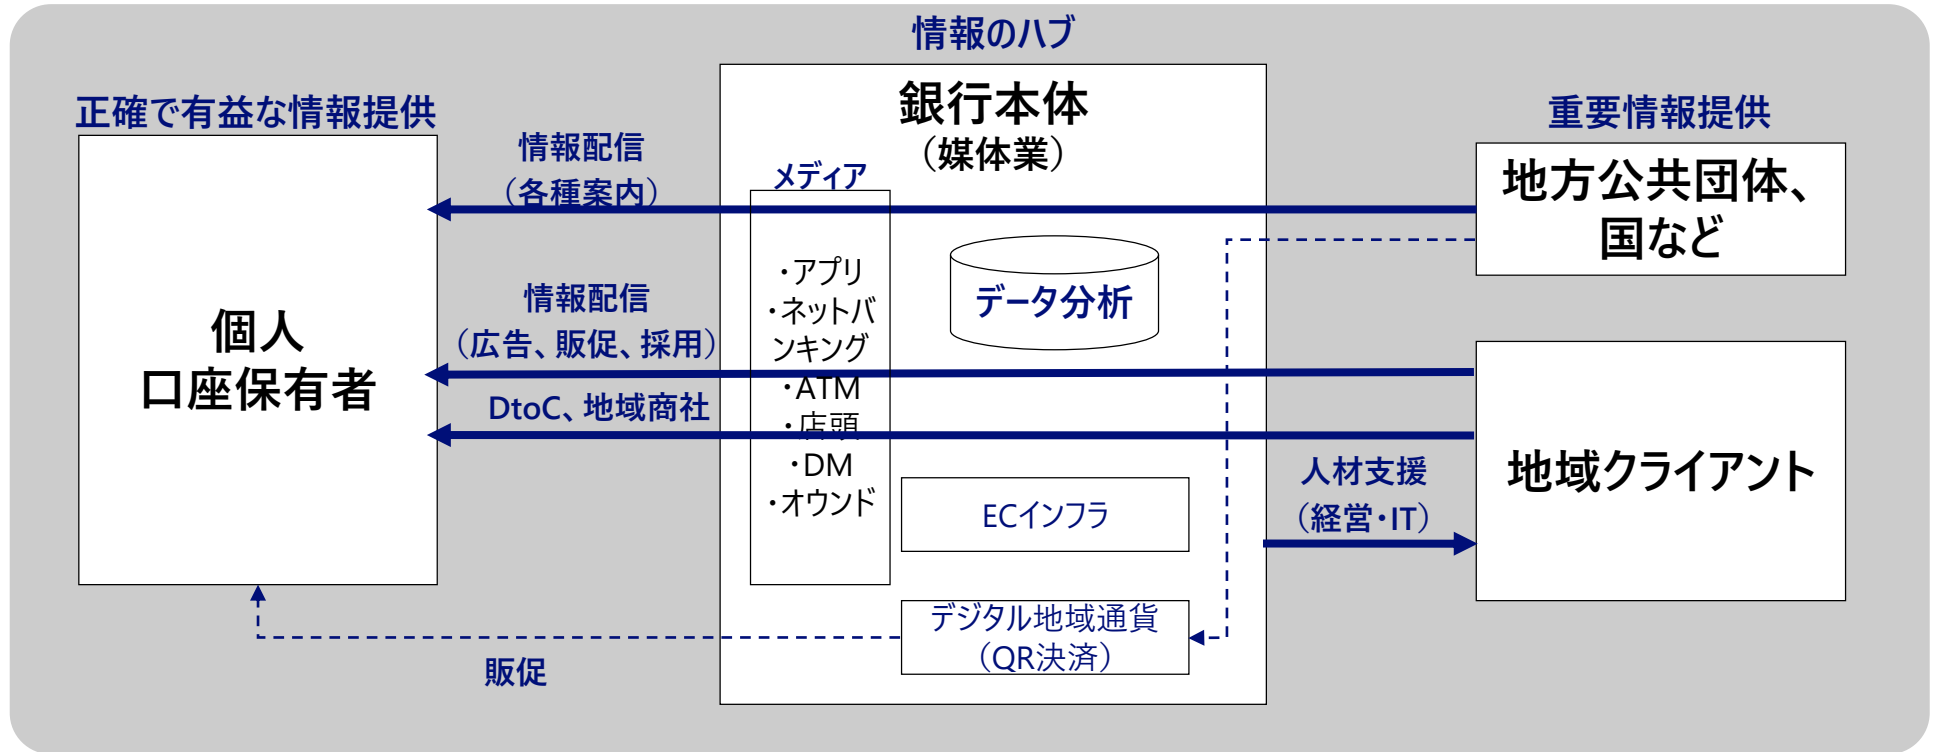 情報のハブ
正確で有益な情報提供
個人
口座保有者
情報配信
（各種案内）
情報配信
（広告、販促、採用）
DtoC、地域商社
販促
銀行本体
（媒体業）
メディア
・アプリ
・ネットバ
ンキング
・ATM
・店頭
・DM
・オウンド
データ分析
ECインフラ
デジタル地域通貨
（QR決済）
重要情報提供
地方公共団体、
国など
人材支援
（経営・IT）
地域クライアント